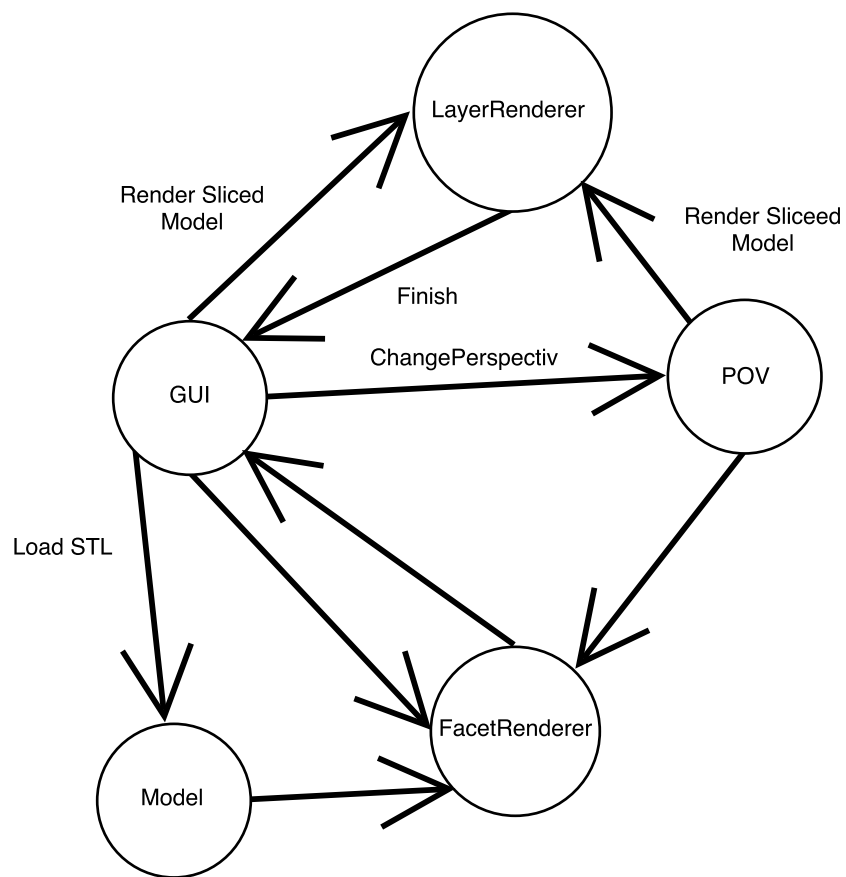 LayerRenderer
Render Sliced
Model
Render Sliceed
Model
Finish
ChangePerspectiv
POV
GUI
Load STL
FacetRenderer
Model